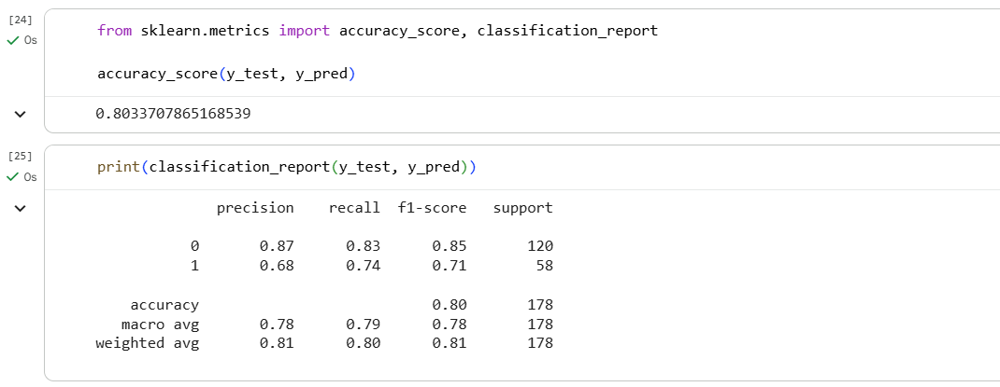 [24]
0s
from sklearn.metrics import accuracy_score, classification_report
accuracy_score(y_test, y_pred)
0.8033707865168539
[25]
0s
print(classification_report(y_test, y_pred))
precision recall f1-score support
0 0.87 0.83 0.85 120
1 0.68 0.74 0.71 58
accuracy 0.80 178
macro avg 0.78 0.79 0.78 178
weighted avg 0.81 0.80 0.81 178